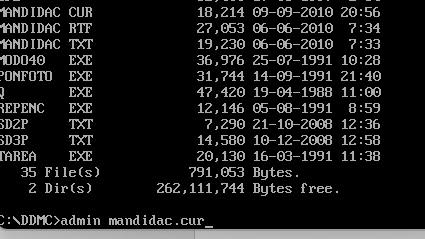 MANDIDAC CUR 18,214 09-09-2010 20:56
MANDIDAC RTF 27,053 06-06-2010 7:34
MANDIDAC TXT 19,230 06-06-2010 7:33
MODO40 EXE 36,976 25-07-1991 10:28
PONFOTO EXE 31,744 14-09-1991 21:40
Q EXE 47,420 19-04-1988 11:00
REPENC EXE 12,146 05-08-1991 8:59
SD2P TXT 7,290 21-10-2008 12:36
SD3P TXT 14,580 10-12-2008 12:58
TAREA EXE 20,130 16-03-1991 11:38
35 File(s) 791,053 Bytes.
2 Dir(s) 262,111,744 Bytes free.
C:\DDMC>admin mandidac.cur_